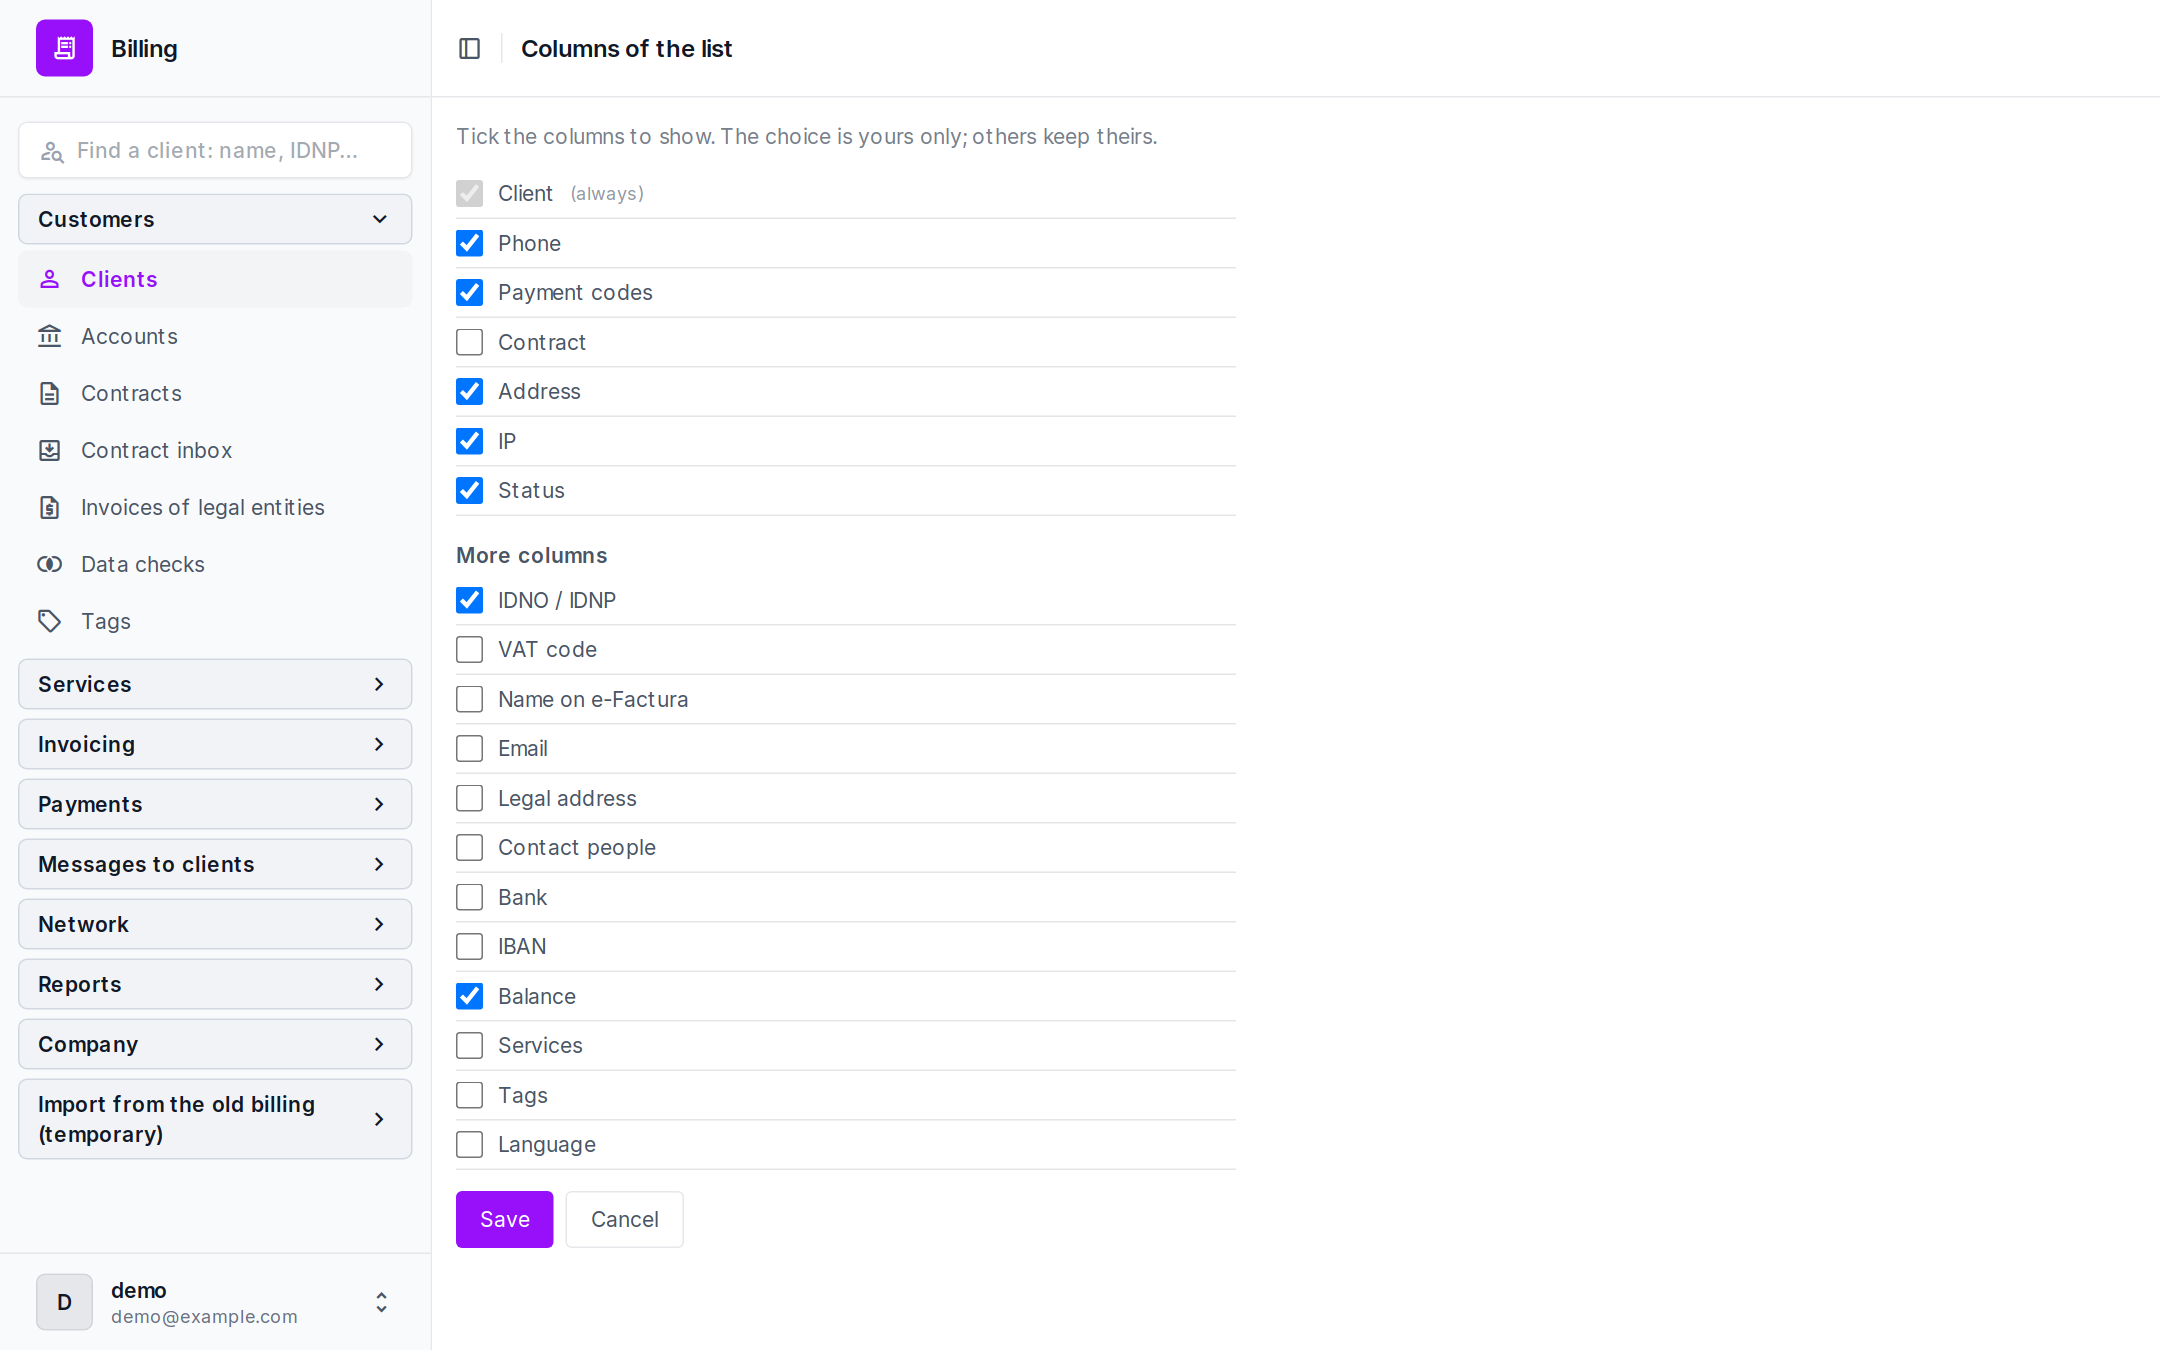 Billing
Columns of the list
Find a client: name, IDNP...
Customers
Clients
Accounts
Contracts
Contract inbox
Invoices of legal entities
Data checks
Tags
Services
Invoicing
Payments
Messages to clients
Network
Reports
Company
Import from the old billing
(temporary)
D
demo
demo@example.com
Tick the columns to show. The choice is yours only; others keep theirs.
Client (always)
Phone
Payment codes
Contract
Address
IP
Status
More columns
IDNO / IDNP
VAT code
Name on e-Factura
Email
Legal address
Contact people
Bank
IBAN
Balance
Services
Tags
Language
Save
Cancel